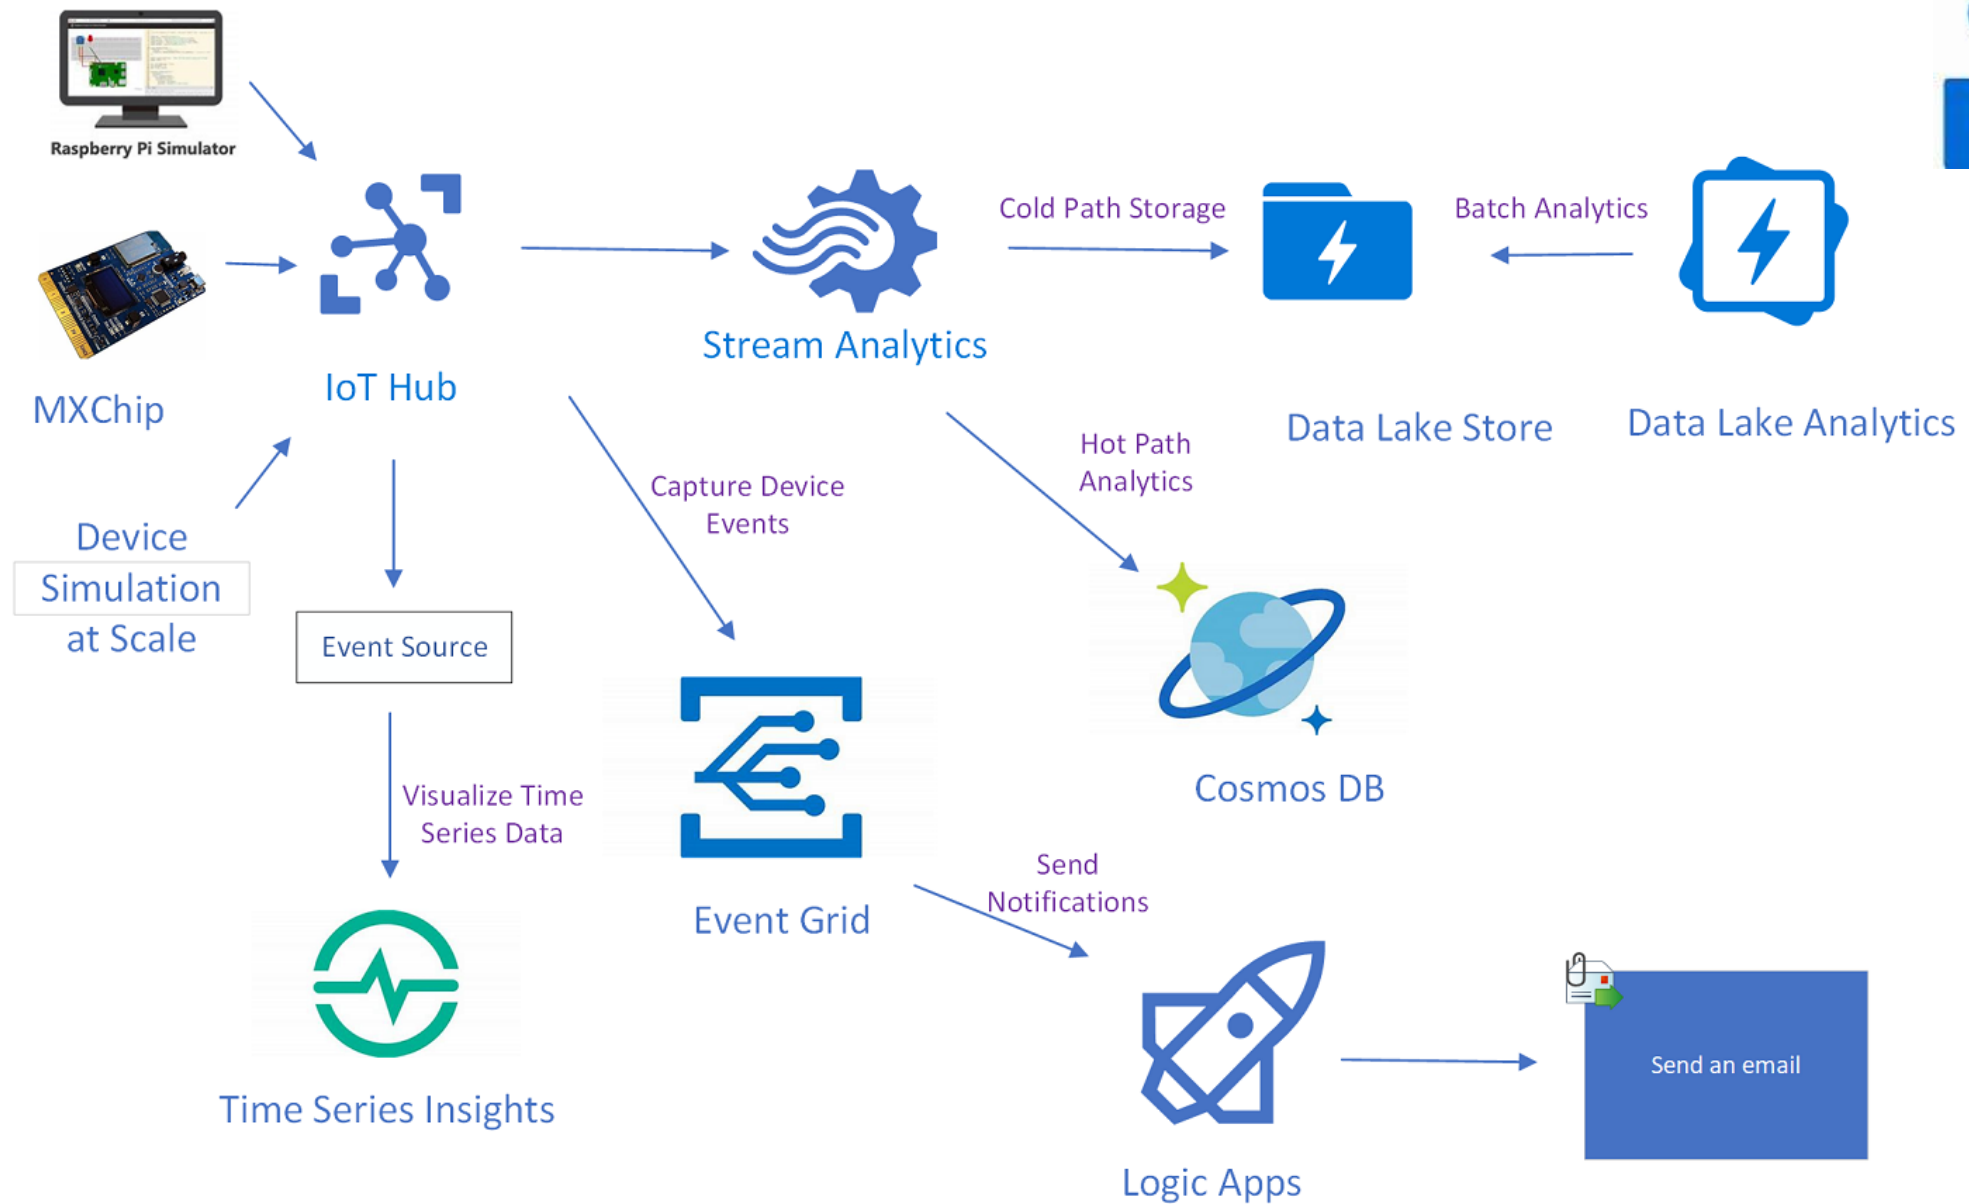 Raspberry Pi Simulator
Cold Path Storage
Batch Analytics
Stream Analytics
IoT Hub
MXChip
Data Lake Store
Data Lake Analytics
Hot Path
Analytics
Capture Device
Events
Device
Simulation
at Scale
Event Source
Visualize Time
Series Data
Cosmos DB
Send
Notifications
Event Grid
Time Series Insights
Send an email
Logic Apps